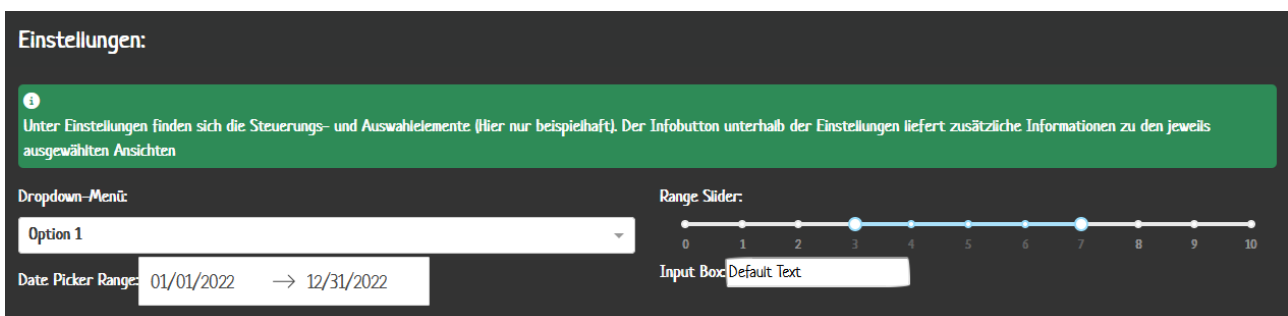 Einstellungen:
Unter Einstellungen finden sich die Steuerungs- und Auswahlelemente (Hier nur beispielhaft). Der Infobutton unterhalb der Einstellungen liefert zusätzliche Informationen zu den jeweils
ausgewählten Ansichten
Dropdown-Menü:
Option 1
Range Slider:
0 1 2 3 4 5 6 7 8 9 10
Date Picker Range: 01/01/2022 → 12/31/2022
Input Box: Default Text